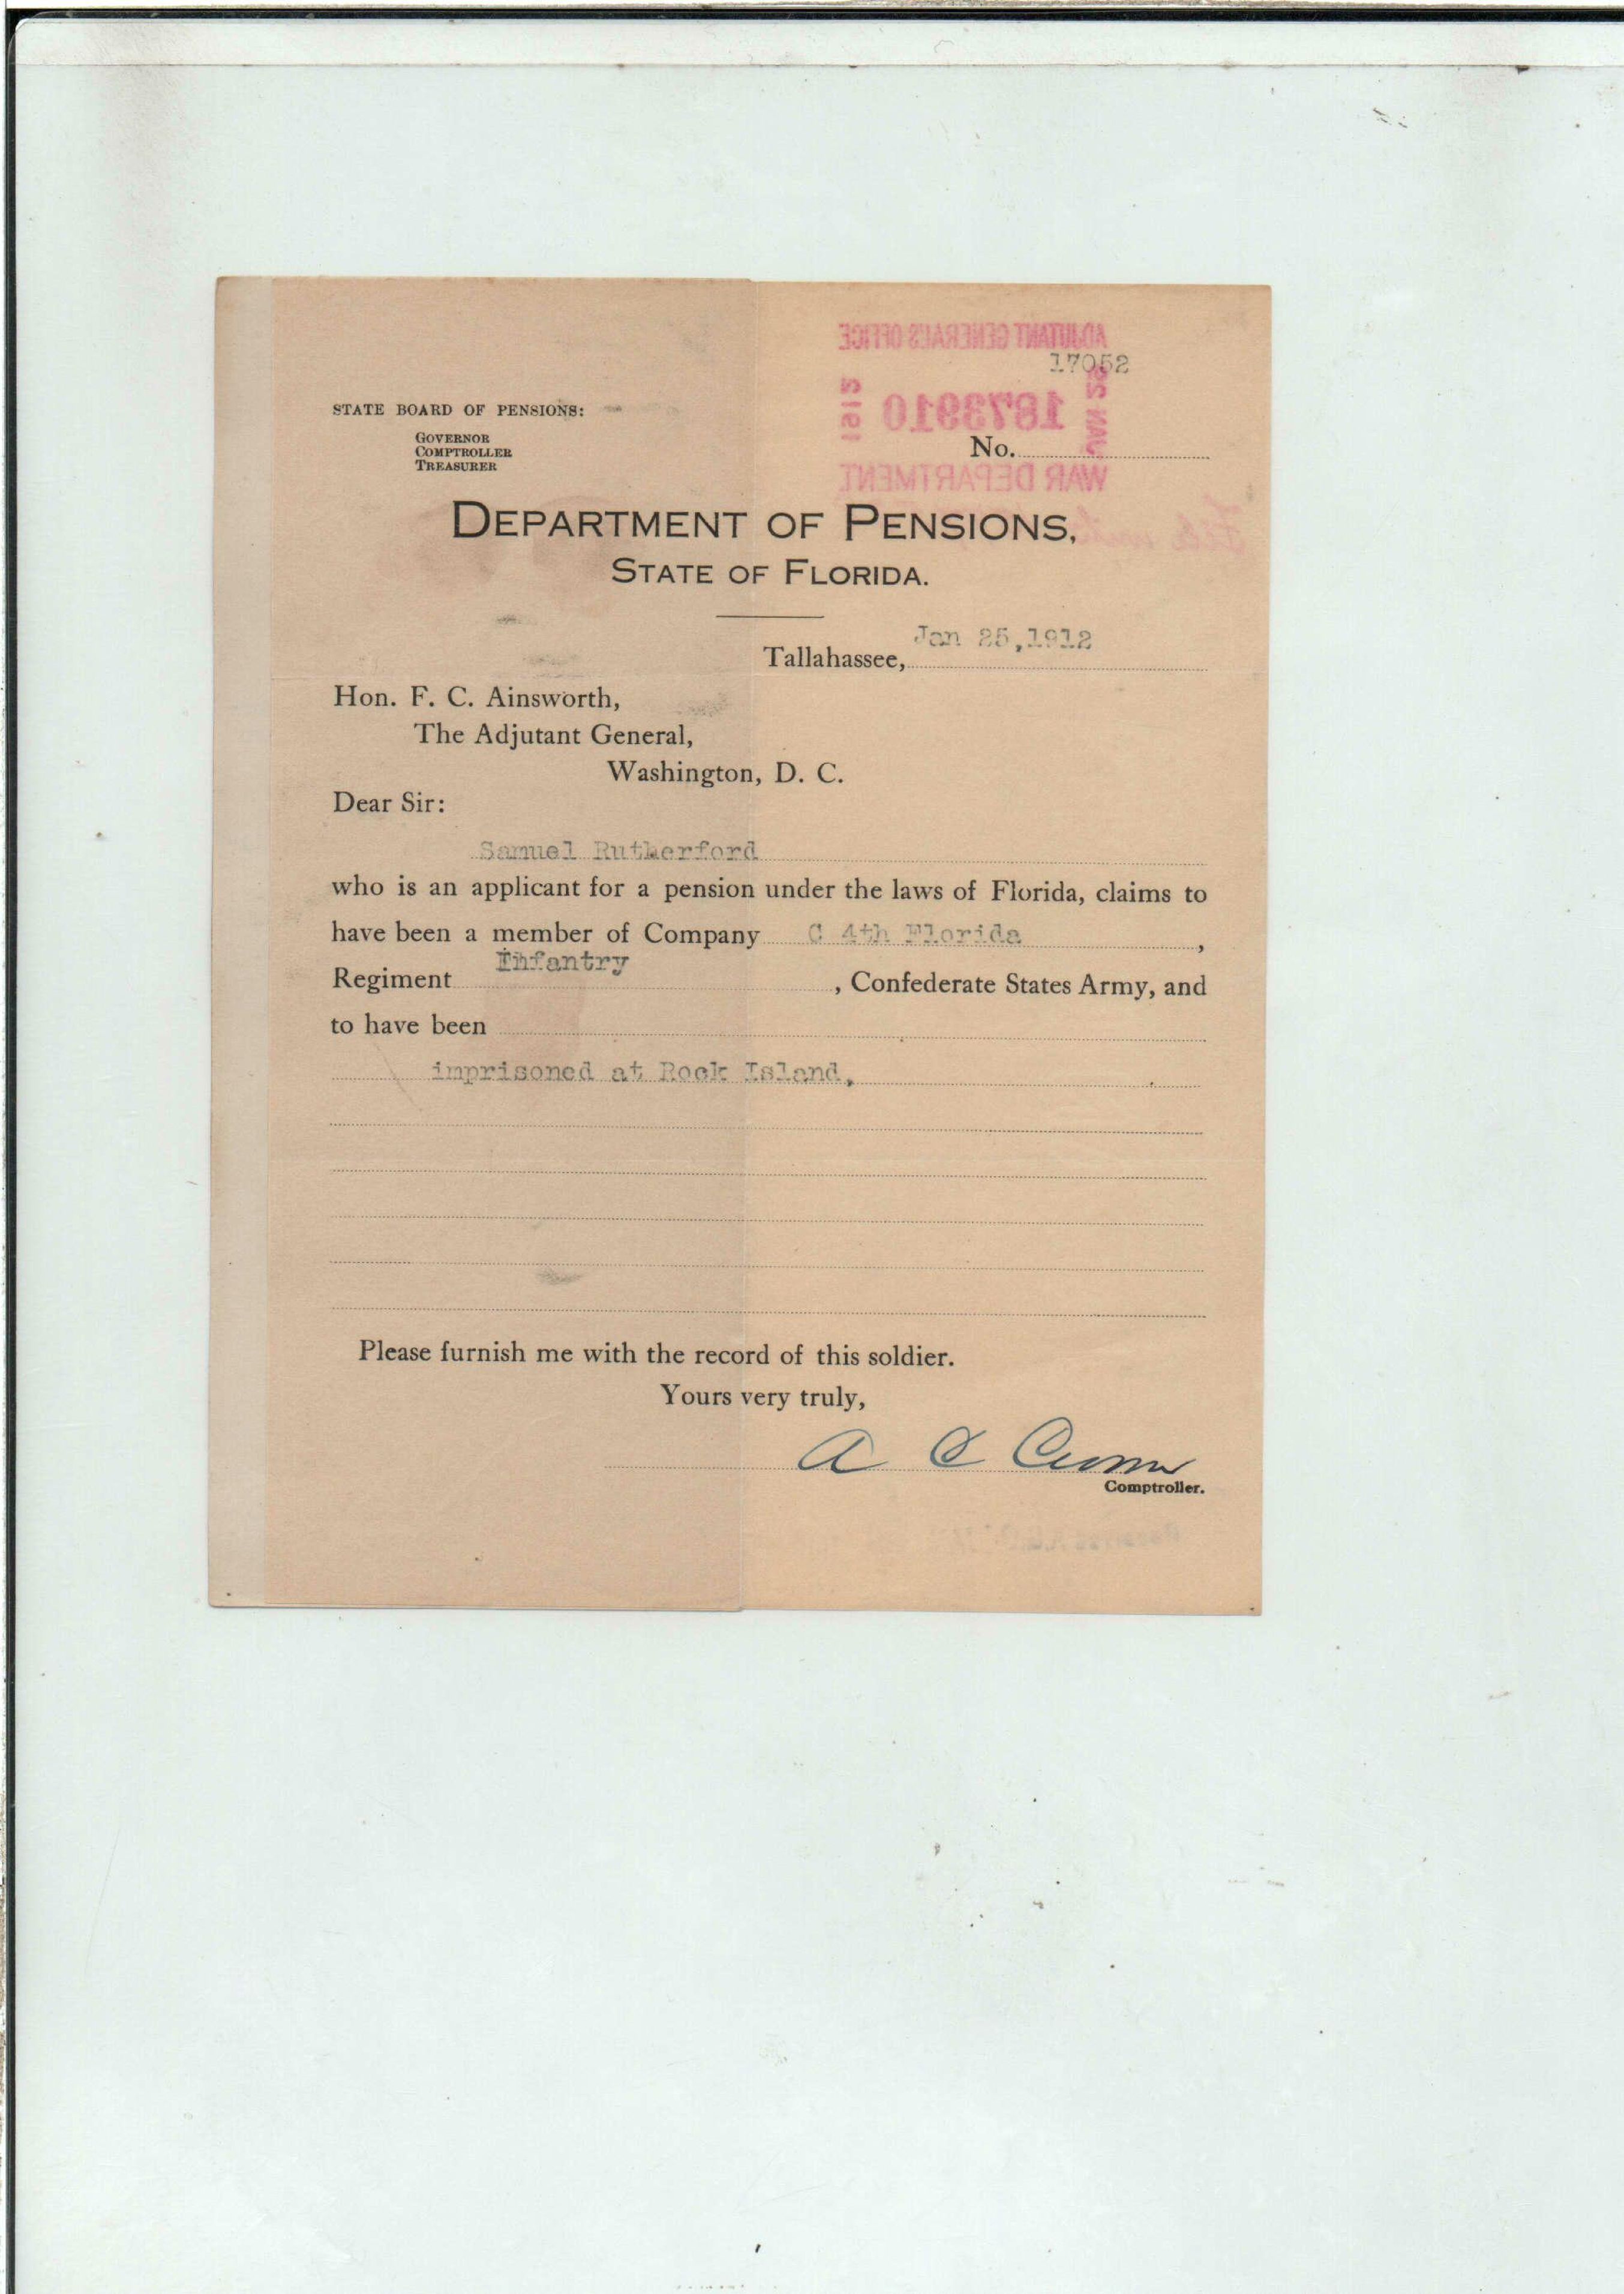 ADJUTANT GENERAL'S OFFICE
17052
1912
1873910
JAN 29
STATE BOARD OF PENSIONS:
GOVERNOR
COMPTROLLER
TREASURER
No.
WAR DEPARTMENT
DEPARTMENT OF PENSIONS,
STATE OF FLORIDA.
Jan 25,1912
Tallahassee,
Hon. F. C. Ainsworth,
The Adjutant General,
Washington, D. C.
Dear Sir:
Samuel Rutherford
who is an applicant for a pension under the laws of Florida, claims to
have been a member of Company C 4th Florida,
Regiment Infantry, Confederate States Army, and
to have been
imprisoned at Rock Island,
Please furnish me with the record of this soldier.
Yours very truly,
A C Croom
Comptroller.